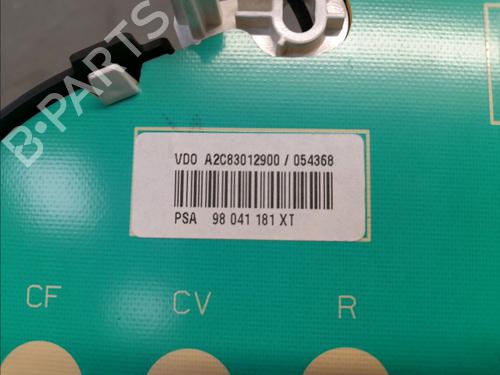 VDO A2C83012900 / 054368
PSA 98 041 181 XT
CF CV R
B-PARTS